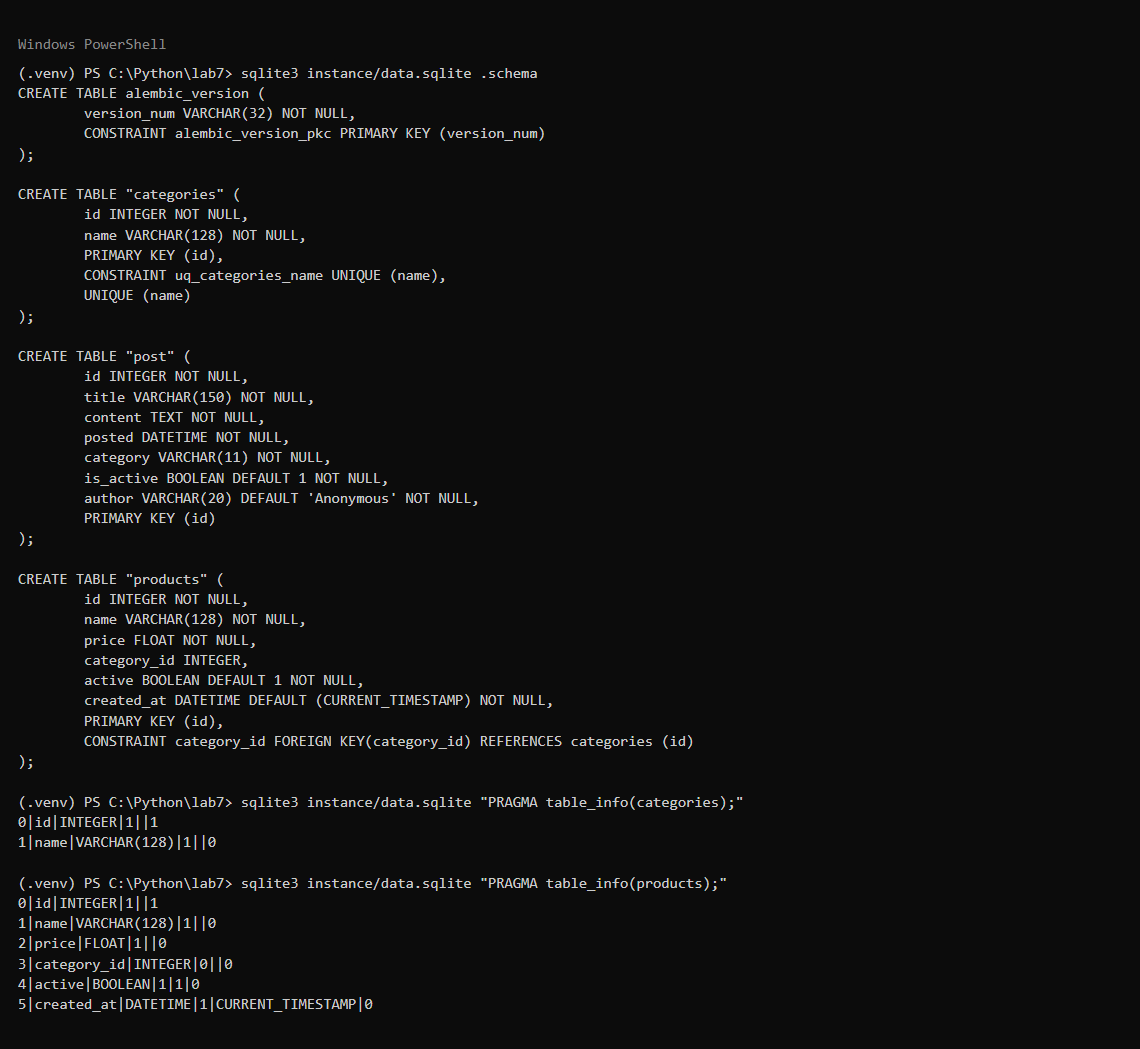 Windows PowerShell
(.venv) PS C:\Python\lab7> sqlite3 instance/data.sqlite .schema
CREATE TABLE alembic_version (
        version_num VARCHAR(32) NOT NULL,
        CONSTRAINT alembic_version_pkc PRIMARY KEY (version_num)
);

CREATE TABLE "categories" (
        id INTEGER NOT NULL,
        name VARCHAR(128) NOT NULL,
        PRIMARY KEY (id),
        CONSTRAINT uq_categories_name UNIQUE (name),
        UNIQUE (name)
);

CREATE TABLE "post" (
        id INTEGER NOT NULL,
        title VARCHAR(150) NOT NULL,
        content TEXT NOT NULL,
        posted DATETIME NOT NULL,
        category VARCHAR(11) NOT NULL,
        is_active BOOLEAN DEFAULT 1 NOT NULL,
        author VARCHAR(20) DEFAULT 'Anonymous' NOT NULL,
        PRIMARY KEY (id)
);

CREATE TABLE "products" (
        id INTEGER NOT NULL,
        name VARCHAR(128) NOT NULL,
        price FLOAT NOT NULL,
        category_id INTEGER,
        active BOOLEAN DEFAULT 1 NOT NULL,
        created_at DATETIME DEFAULT (CURRENT_TIMESTAMP) NOT NULL,
        PRIMARY KEY (id),
        CONSTRAINT category_id FOREIGN KEY(category_id) REFERENCES categories (id)
);

(.venv) PS C:\Python\lab7> sqlite3 instance/data.sqlite "PRAGMA table_info(categories);"
0|id|INTEGER|1||1
1|name|VARCHAR(128)|1||0

(.venv) PS C:\Python\lab7> sqlite3 instance/data.sqlite "PRAGMA table_info(products);"
0|id|INTEGER|1||1
1|name|VARCHAR(128)|1||0
2|price|FLOAT|1||0
3|category_id|INTEGER|0||0
4|active|BOOLEAN|1|1|0
5|created_at|DATETIME|1|CURRENT_TIMESTAMP|0